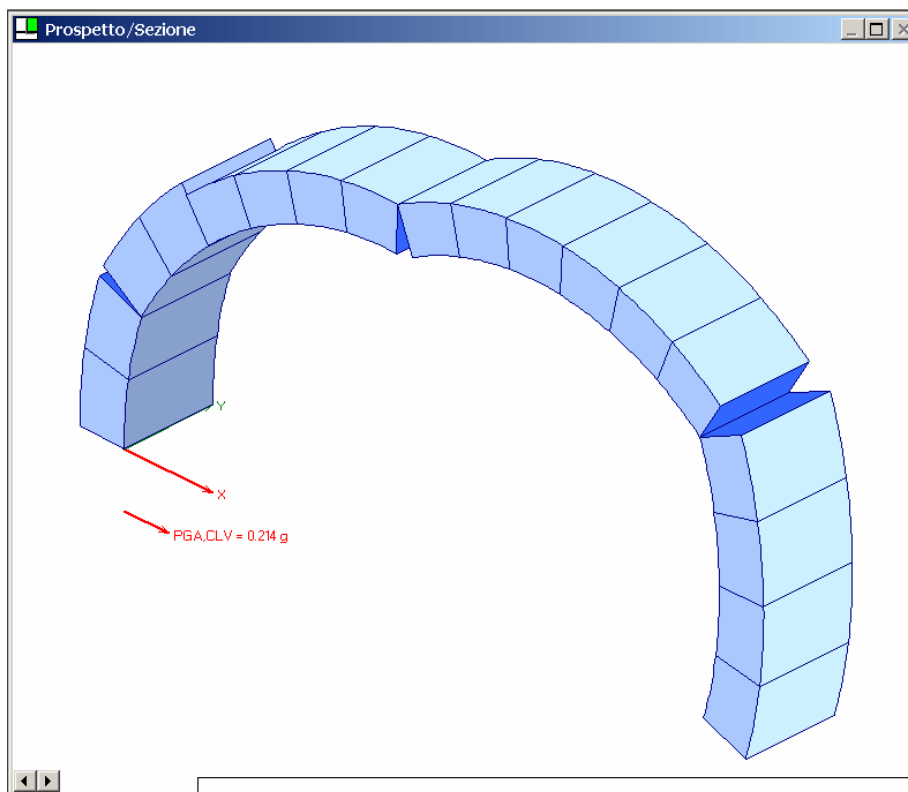 Prospetto/Sezione
Y
X
PGA,CLV = 0.214 g